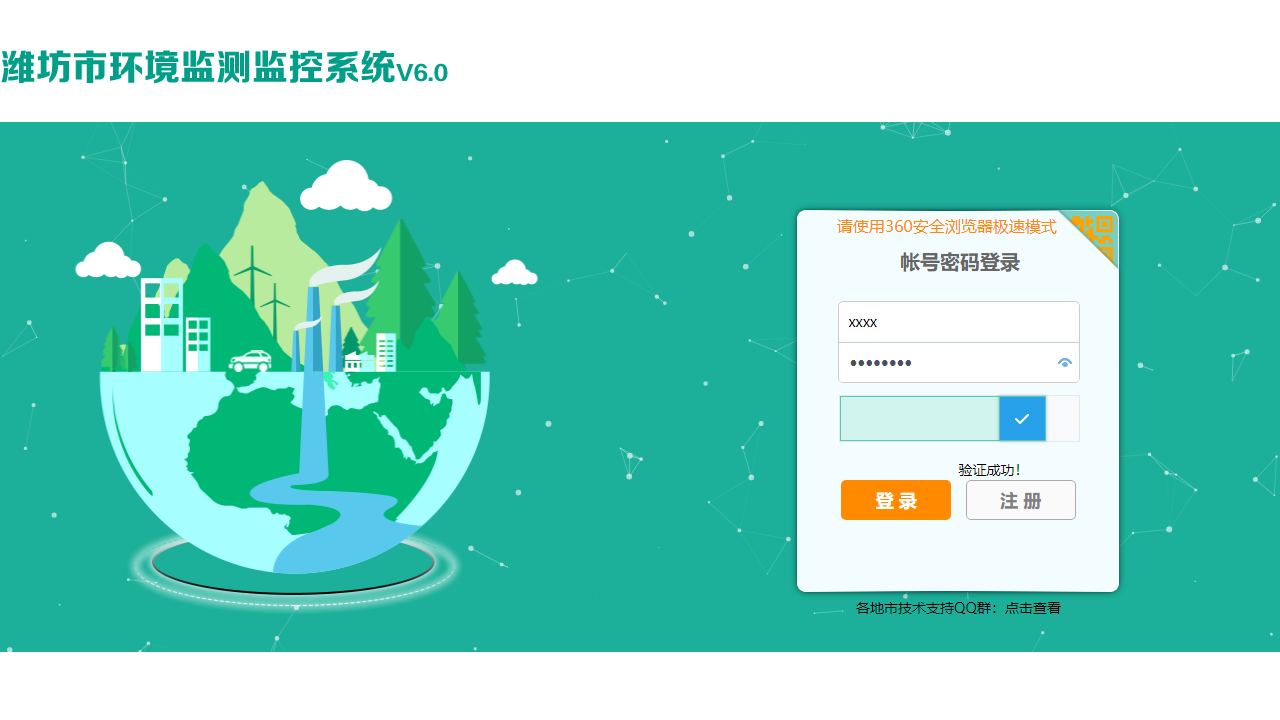 潍坊市环境监测监控系统V6.0
请使用360安全浏览器极速模式
帐号密码登录
xxxx
••••••••
验证成功！
登 录
注 册
各地市技术支持QQ群：点击查看